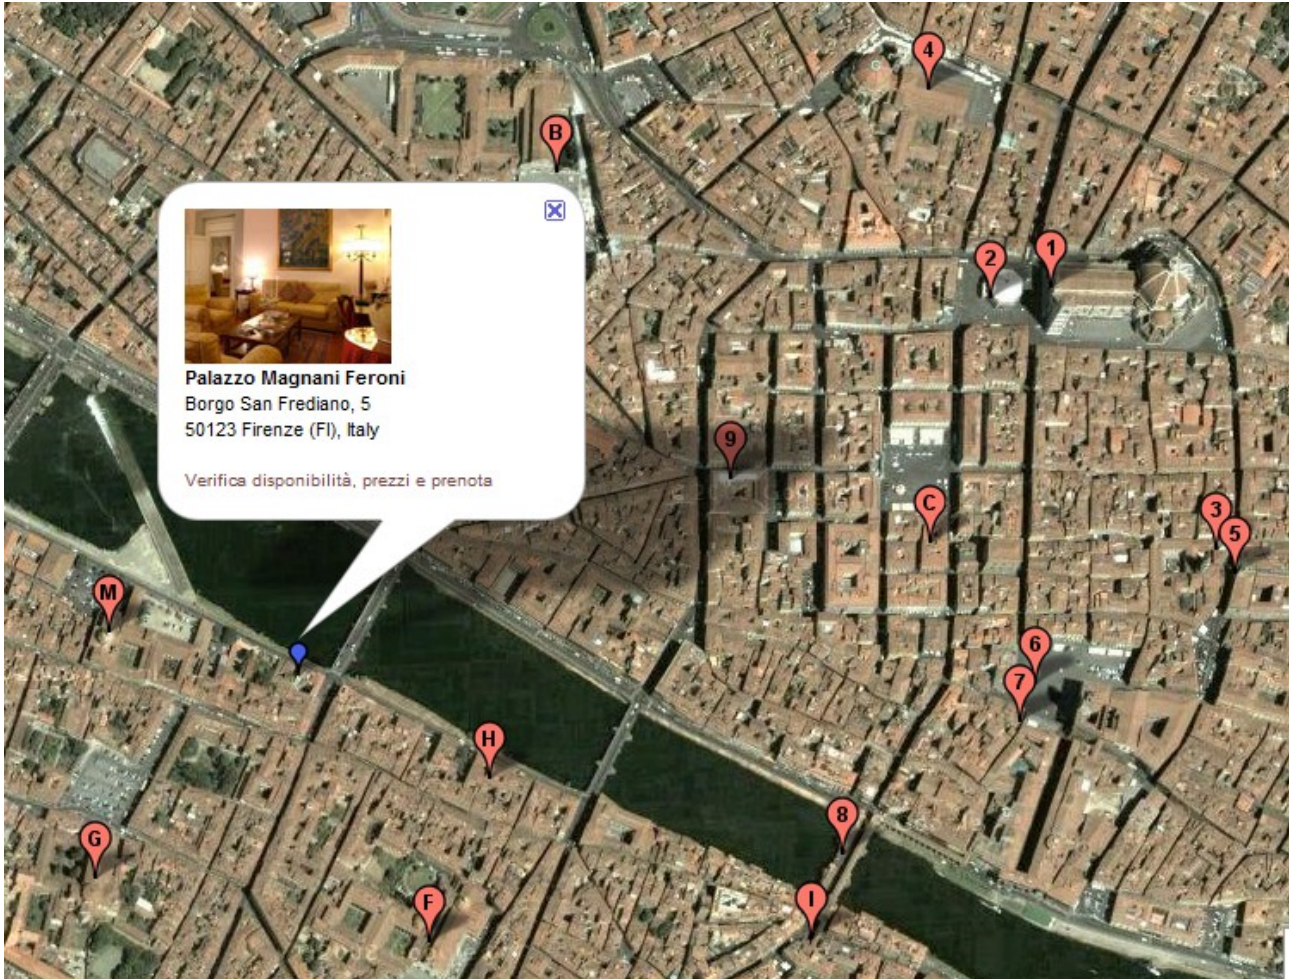 4
B
2
1
Palazzo Magnani Feroni
Borgo San Frediano, 5
50123 Firenze (FI), Italy
Verifica disponibilità, prezzi e prenota
9
C
3
5
M
6
7
H
8
G
F
I